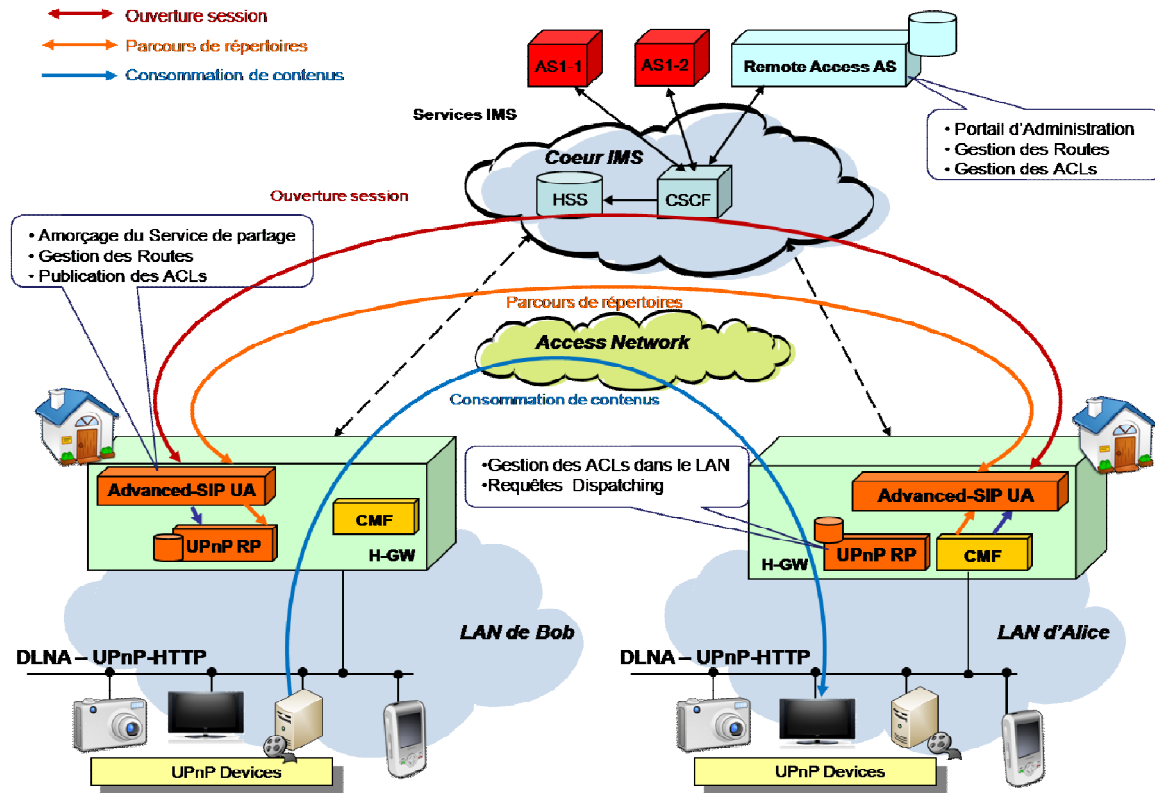 Ouverture session
Parcours de répertoires
Consommation de contenus
AS1-1
AS1-2
Remote Access AS
Services IMS
• Portail d'Administration
• Gestion des Routes
• Gestion des ACLs
Coeur IMS
HSS
CSCF
Ouverture session
• Amorçage du Service de partage
• Gestion des Routes
• Publication des ACLs
Parcours de répertoires
Access Network
Consommation de contenus
•Gestion des ACLs dans le LAN
•Requêtes Dispatching
Advanced-SIP UA
CMF
UPnP RP
H-GW
Advanced-SIP UA
UPnP RP
CMF
H-GW
LAN de Bob
LAN d'Alice
DLNA – UPnP-HTTP
DLNA – UPnP-HTTP
UPnP Devices
UPnP Devices